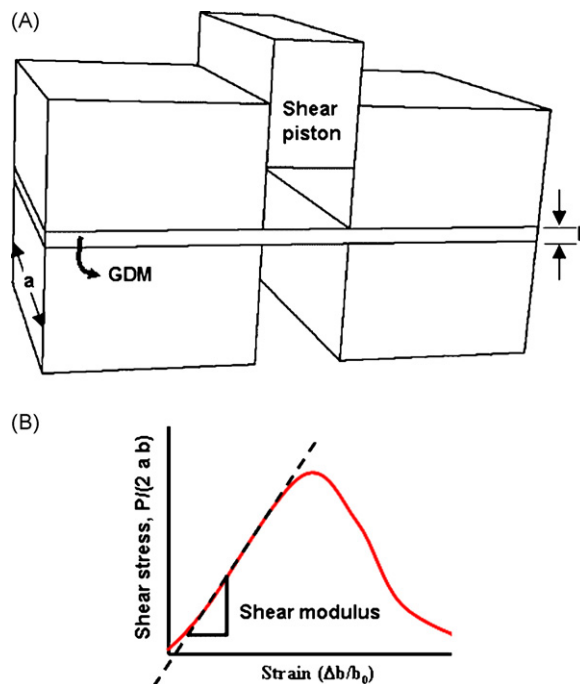 (A)
Shear
piston
a
GDM
(B)
Shear stress, P/(2 a b)
Shear modulus
Strain (Δb/b₀)